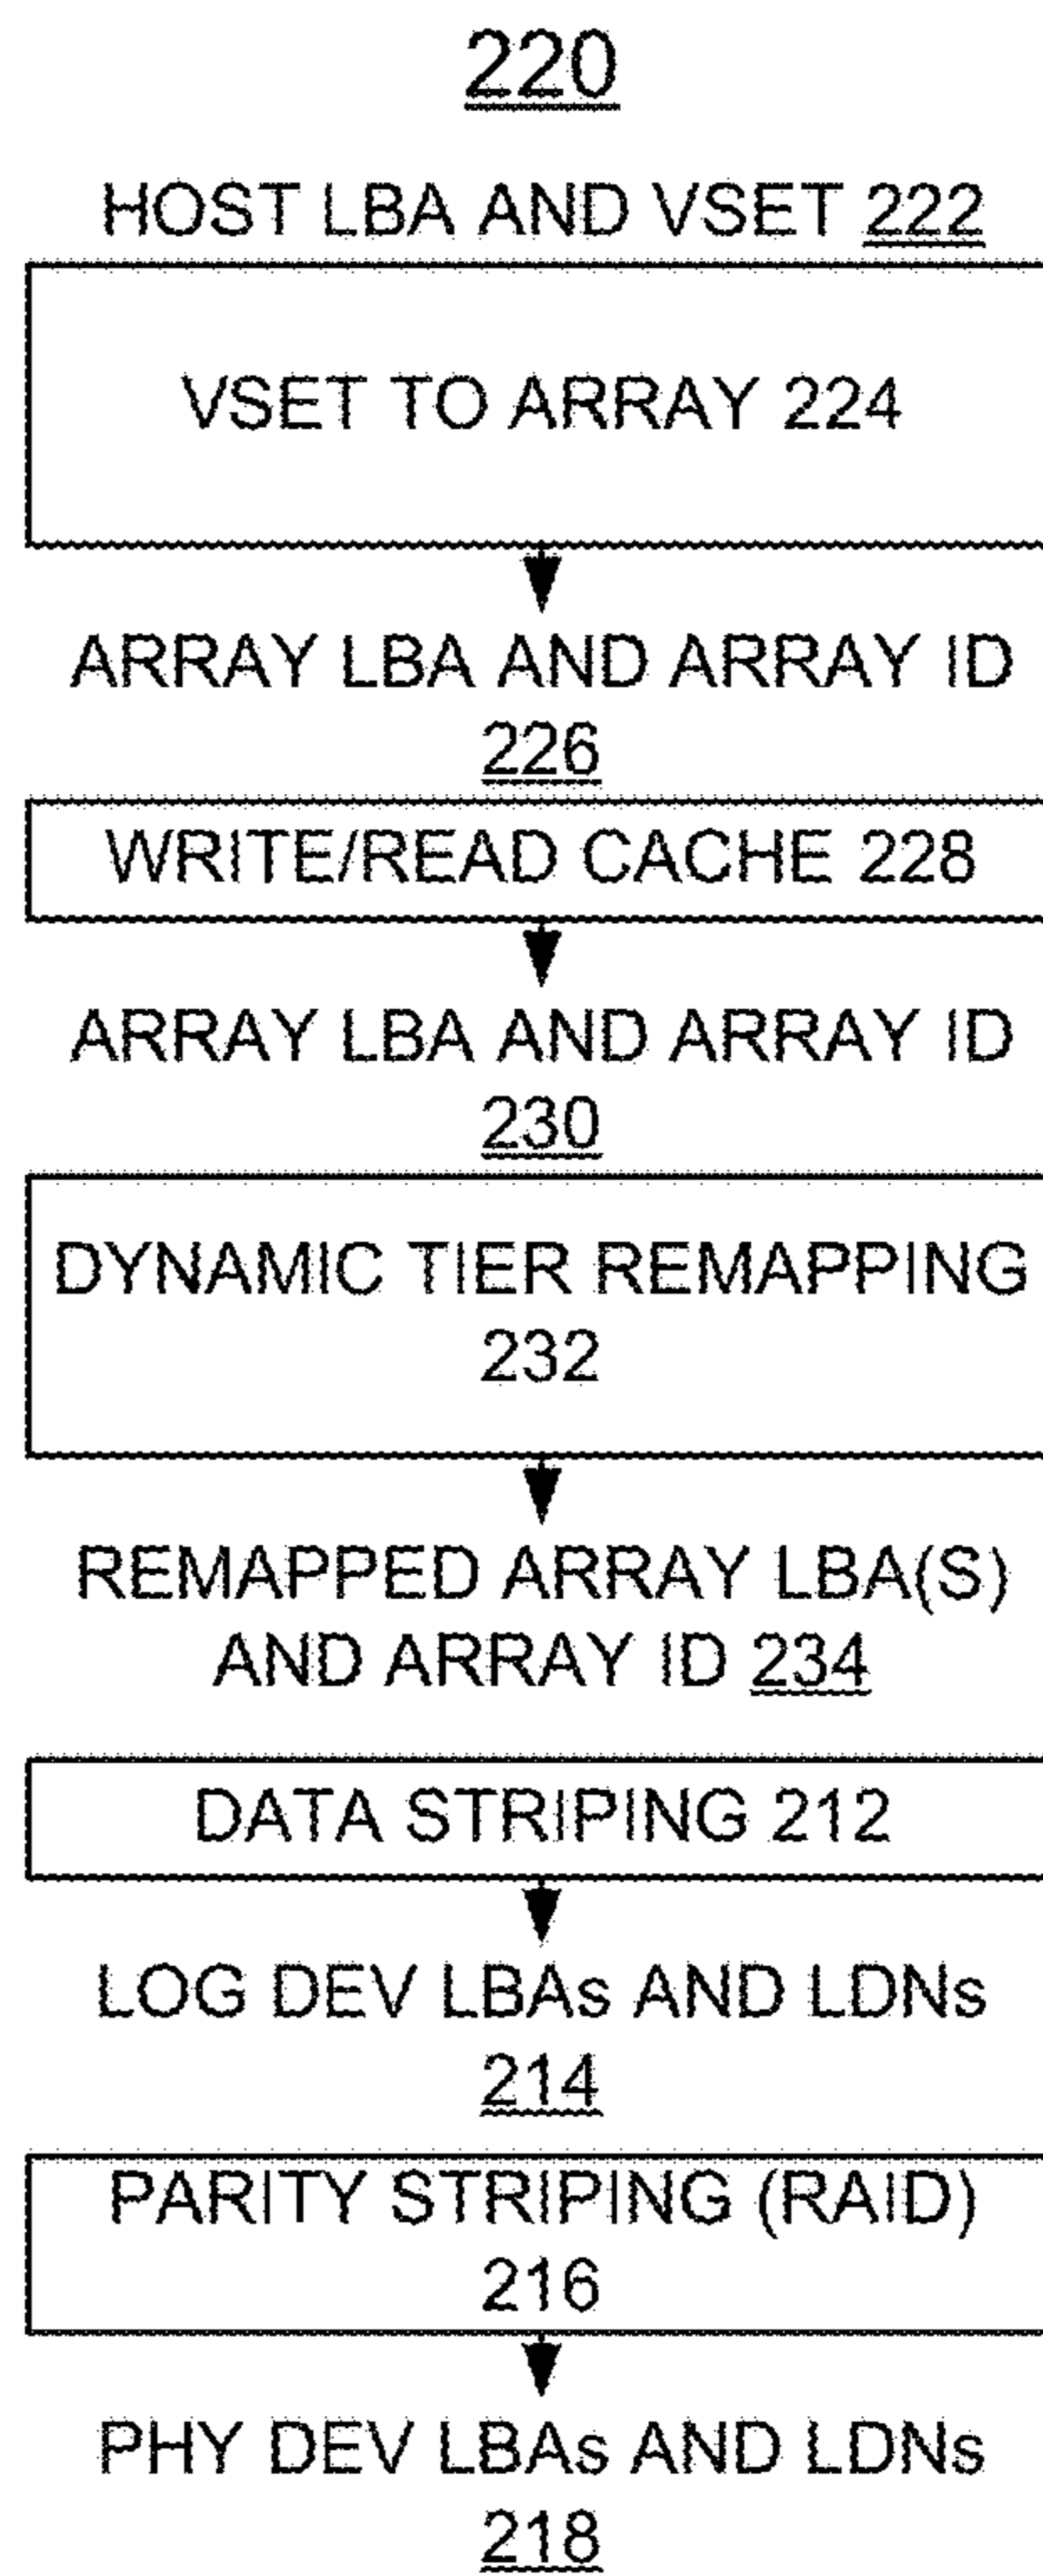 220
HOST LBA AND VSET 222
VSET TO ARRAY 224
ARRAY LBA AND ARRAY ID
226
WRITE/READ CACHE 228
ARRAY LBA AND ARRAY ID
230
DYNAMIC TIER REMAPPING
232
REMAPPED ARRAY LBA(S)
AND ARRAY ID 234
DATA STRIPING 212
LOG DEV LBAs AND LDNs
214
PARITY STRIPING (RAID)
216
PHY DEV LBAs AND LDNs
218